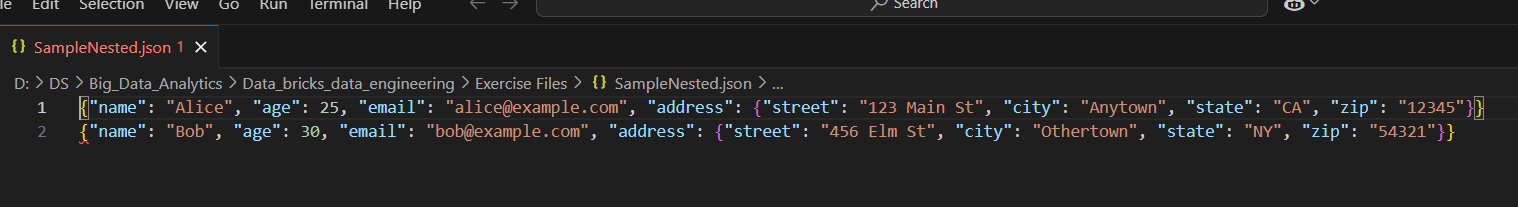 Edit Selection View Go Run Terminal Help Search
{} SampleNested.json 1 ×
D: > DS > Big_Data_Analytics > Data_bricks_data_engineering > Exercise Files > {} SampleNested.json > ...
1 {"name": "Alice", "age": 25, "email": "alice@example.com", "address": {"street": "123 Main St", "city": "Anytown", "state": "CA", "zip": "12345"}}
2 {"name": "Bob", "age": 30, "email": "bob@example.com", "address": {"street": "456 Elm St", "city": "Othertown", "state": "NY", "zip": "54321"}}